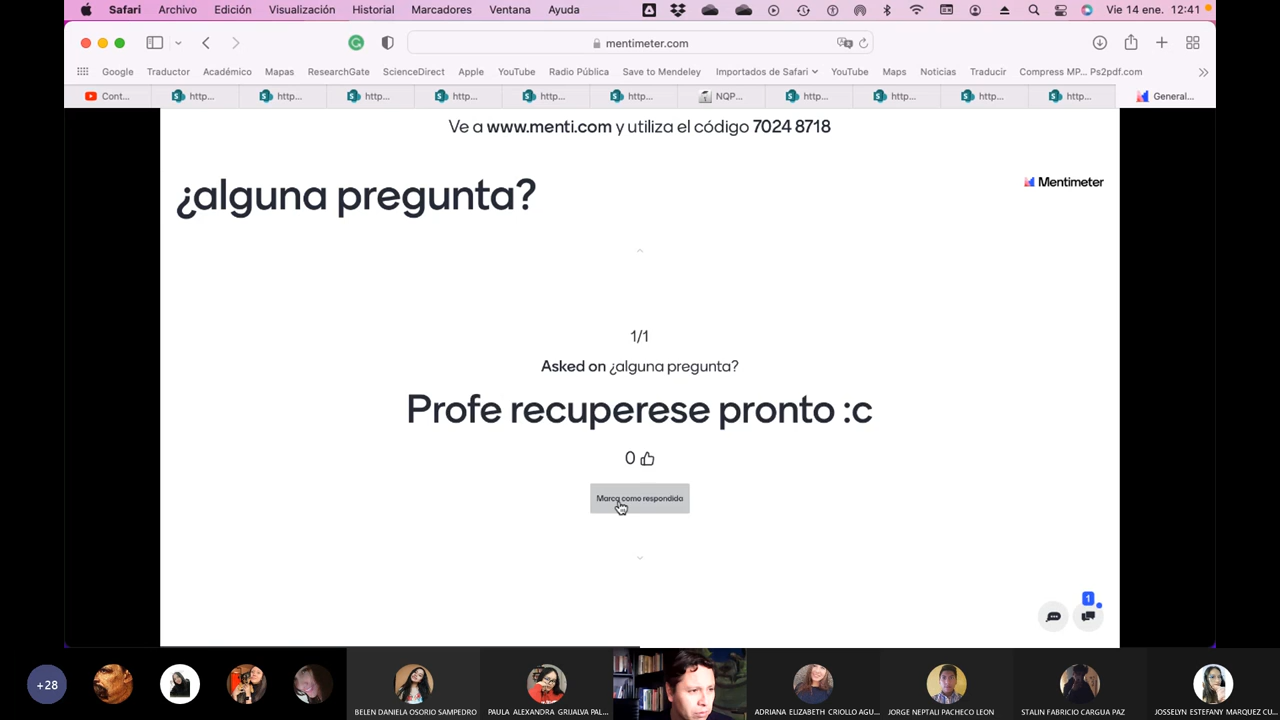 Safari Archivo Edición Visualización Historial Marcadores Ventana Ayuda Vie 14 ene. 12:41
mentimeter.com
Google Traductor Académico Mapas ResearchGate ScienceDirect Apple YouTube Radio Pública Save to Mendeley Importados de Safari YouTube Maps Noticias Traducir Compress MP... Ps2pdf.com
Cont... http... http... http... http... http... http... NQP... http... http... http... http... General...
Ve a www.menti.com y utiliza el código 7024 8718
¿alguna pregunta?
Mentimeter
1/1
Asked on ¿alguna pregunta?
Profe recuperese pronto :c
0
Marca como respondido
1
+28
BELEN DANIELA OSORIO SAMPEDRO
PAULA ALEXANDRA GRIJALVA PAL...
ADRIANA ELIZABETH CRIOLLO AGU...
JORGE NEPTALI PACHECO LEON
STALIN FABRICIO CARGUA PAZ
JOSSELYN ESTEFANY MARQUEZ CU...